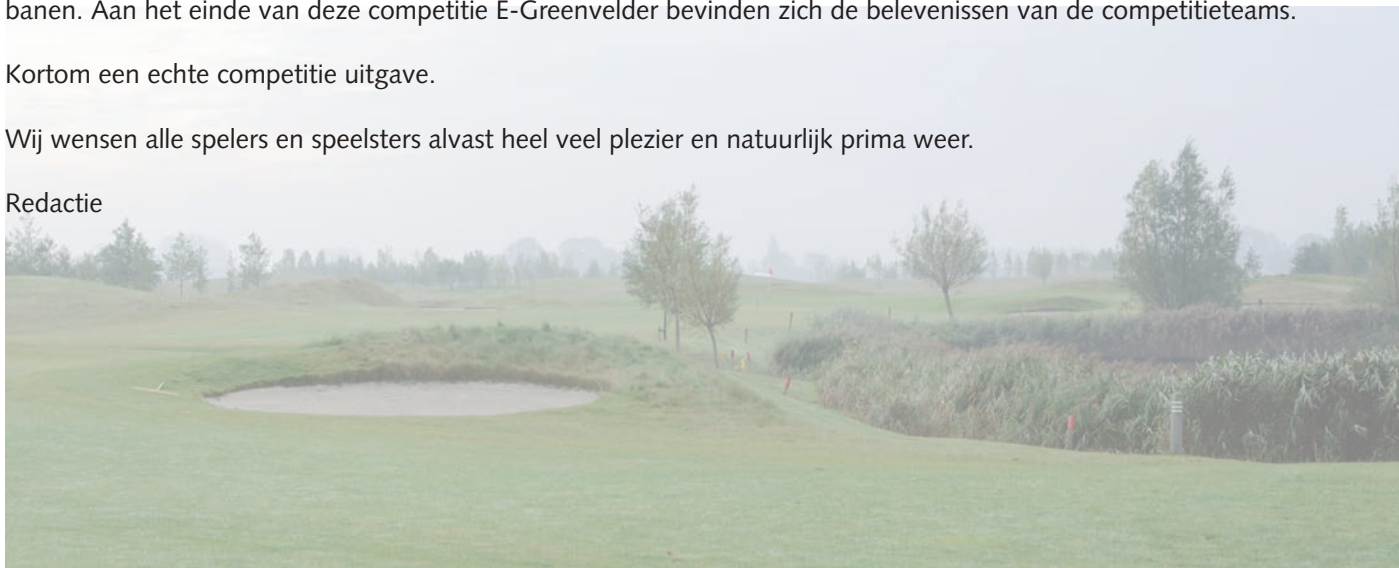 banen. Aan het einde van deze competitie E-Greenvelder bevinden zich de belevenissen van de competitieteams.
Kortom een echte competitie uitgave.
Wij wensen alle spelers en speelsters alvast heel veel plezier en natuurlijk prima weer.
Redactie